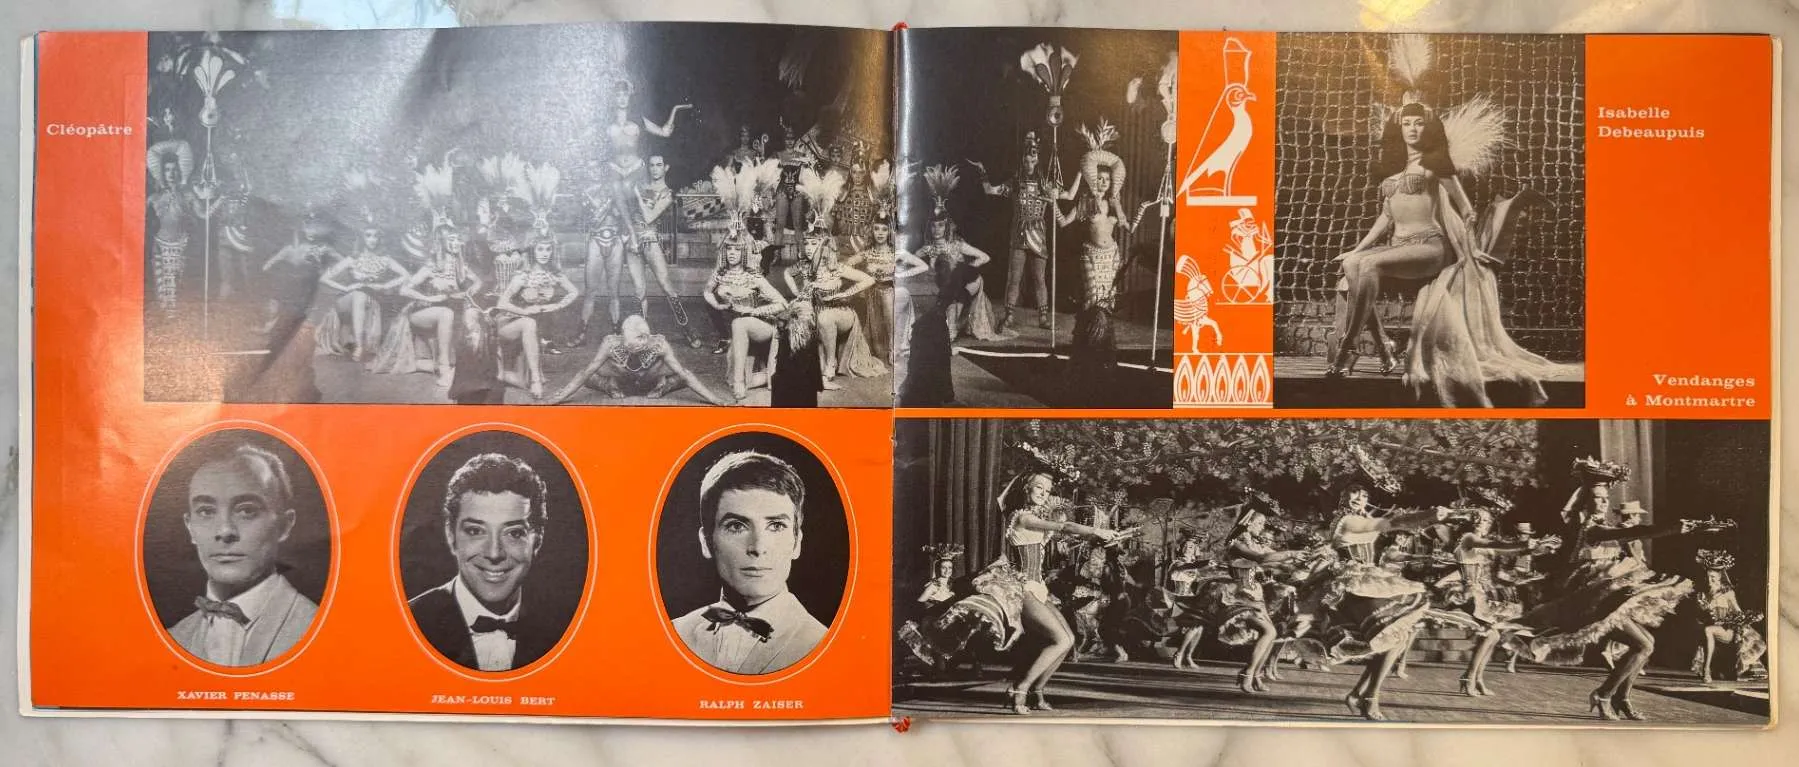 Cléopâtre
XAVIER PENASSE
JEAN-LOUIS BERT
RALPH ZAISER
Isabelle
Debeaupuis
Vendanges
à Montmartre